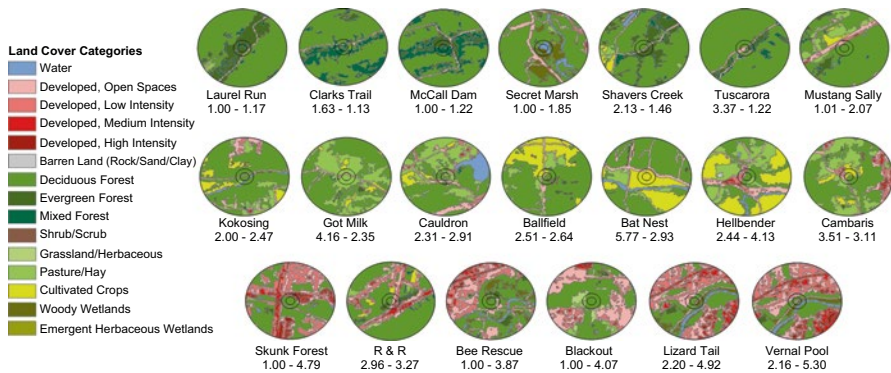 Land Cover Categories
Water
Developed, Open Spaces
Developed, Low Intensity
Developed, Medium Intensity
Developed, High Intensity
Barren Land (Rock/Sand/Clay)
Deciduous Forest
Evergreen Forest
Mixed Forest
Shrub/Scrub
Grassland/Herbaceous
Pasture/Hay
Cultivated Crops
Woody Wetlands
Emergent Herbaceous Wetlands
Laurel Run
1.00 - 1.17
Clarks Trail
1.63 - 1.13
McCall Dam
1.00 - 1.22
Secret Marsh
1.00 - 1.85
Shavers Creek
2.13 - 1.46
Tuscarora
3.37 - 1.22
Mustang Sally
1.01 - 2.07
Kokosing
2.00 - 2.47
Got Milk
4.16 - 2.35
Cauldron
2.31 - 2.91
Ballfield
2.51 - 2.64
Bat Nest
5.77 - 2.93
Hellbender
2.44 - 4.13
Cambaris
3.51 - 3.11
Skunk Forest
1.00 - 4.79
R & R
2.96 - 3.27
Bee Rescue
1.00 - 3.87
Blackout
1.00 - 4.07
Lizard Tail
2.20 - 4.92
Vernal Pool
2.16 - 5.30